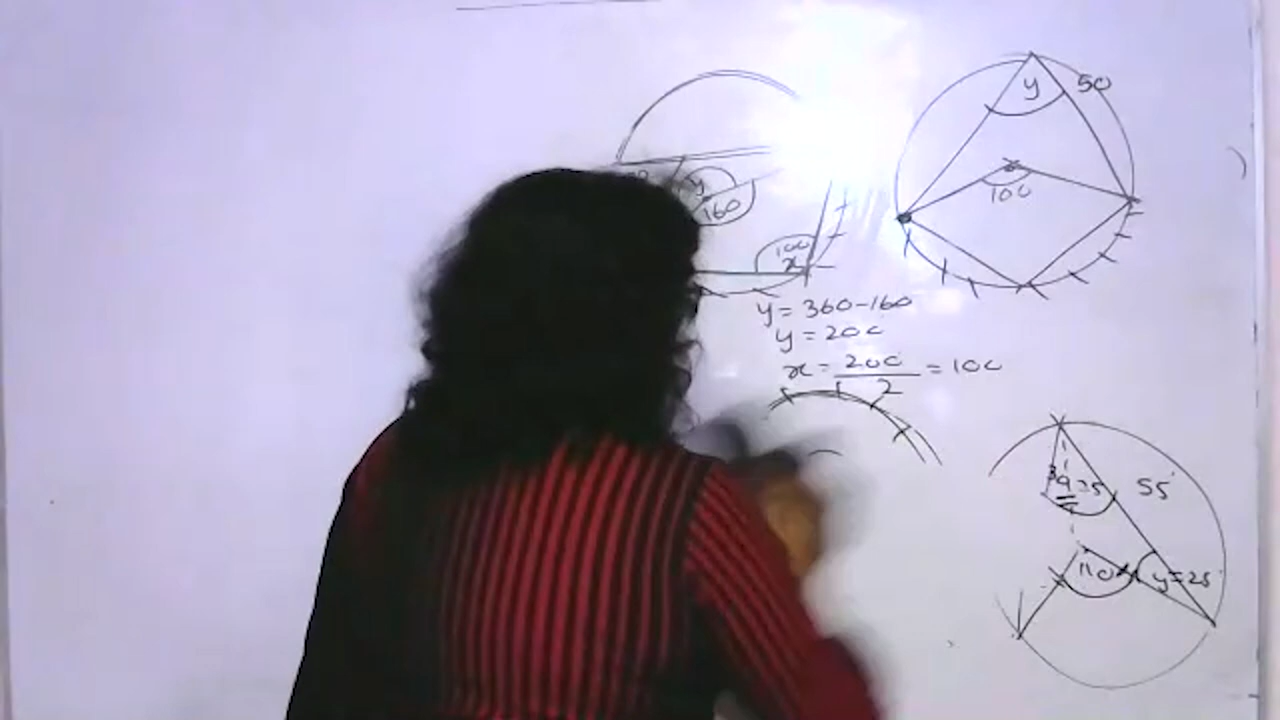 y
160
100
x
y = 360-160
y = 200
x = 200/2 = 100
y
50
100
55
110
y=25